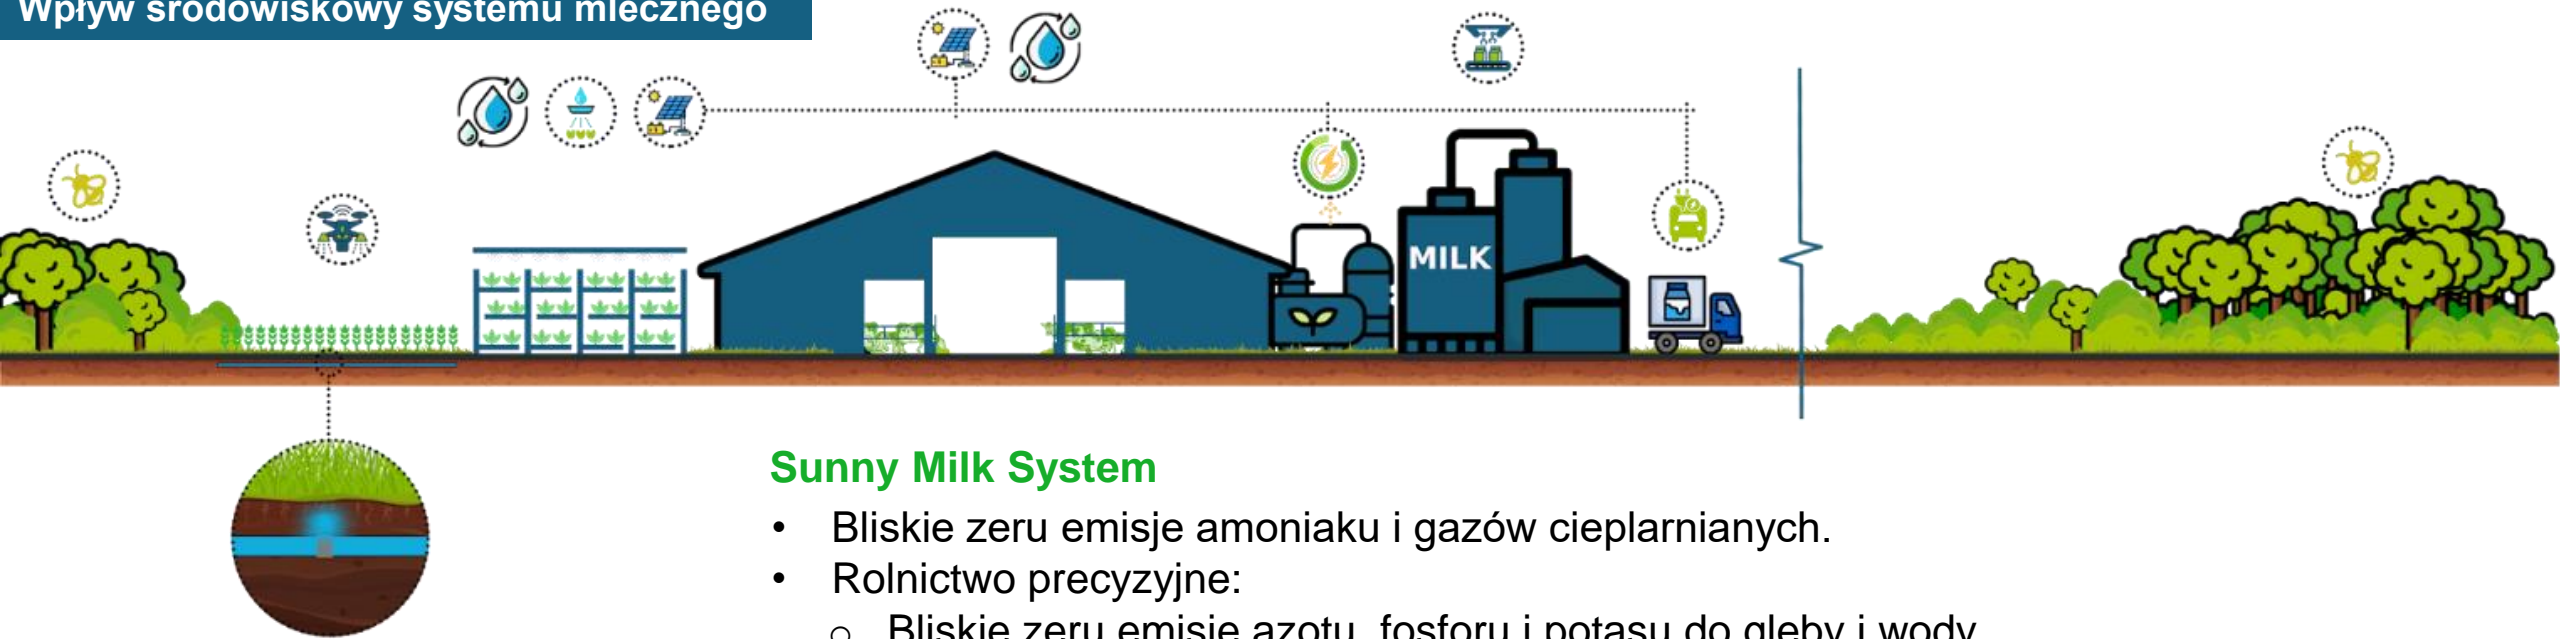 Wpływ środowiskowy systemu mlecznego
MILK
Sunny Milk System
• Bliskie zeru emisje amoniaku i gazów cieplarnianych.
• Rolnictwo precyzyjne:
o Bliskie zeru emisje azotu, fosforu i potasu do gleby i wody